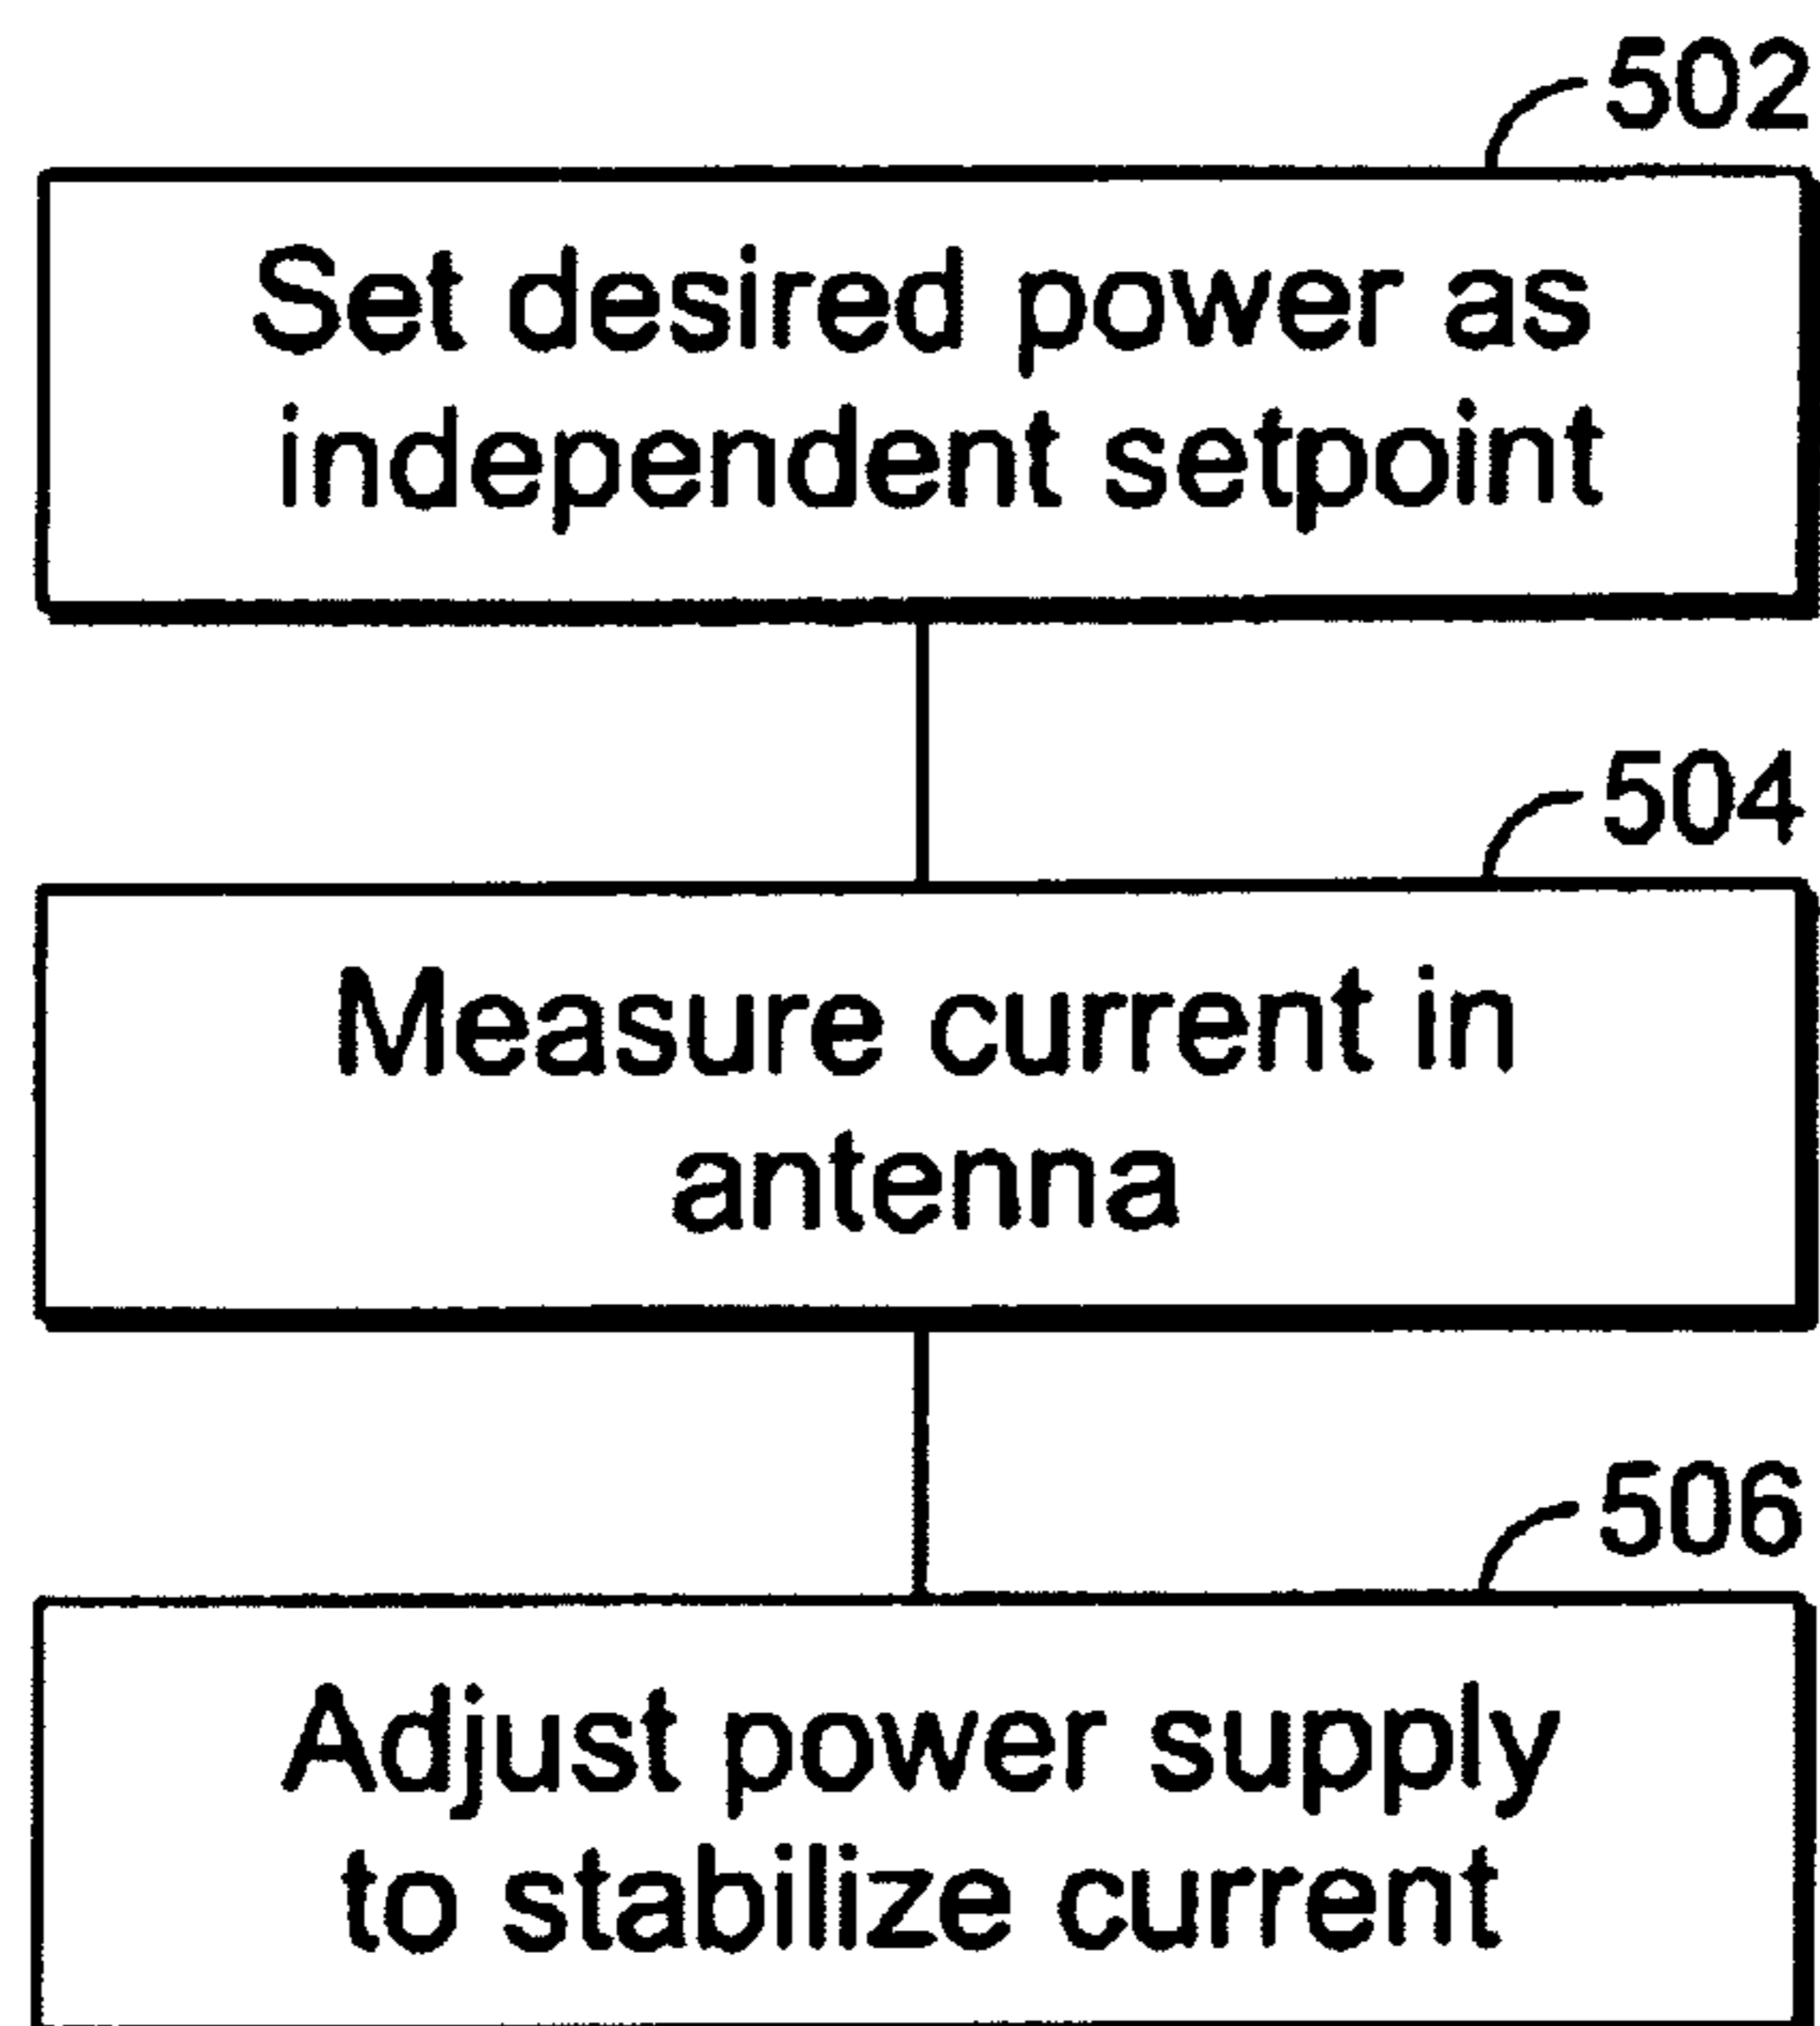 502
Set desired power as
independent setpoint
504
Measure current in
antenna
506
Adjust power supply
to stabilize current